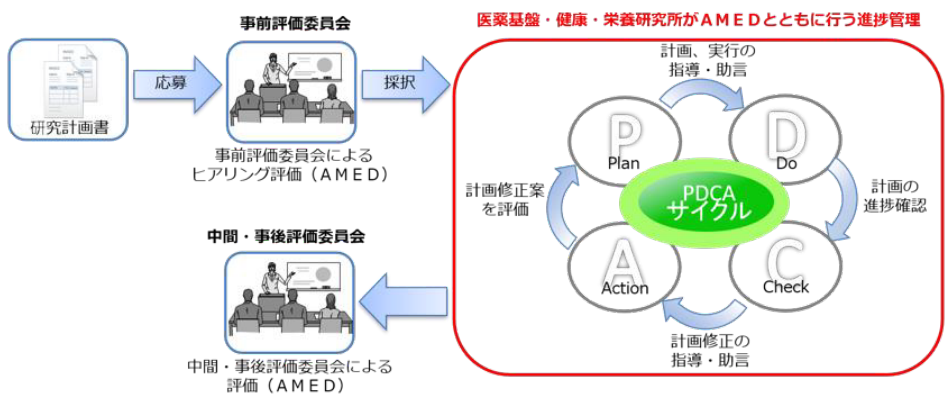 事前評価委員会
医薬基盤・健康・栄養研究所がAMEDとともに行う進捗管理
研究計画書
応募
採択
事前評価委員会による
ヒアリング評価(AMED)
計画、実行の
指導・助言
P
Plan
D
Do
計画修正案
を評価
PDCA
サイクル
計画の
進捗確認
A
Action
C
Check
計画修正の
指導・助言
中間・事後評価委員会
中間・事後評価委員会による
評価(AMED)